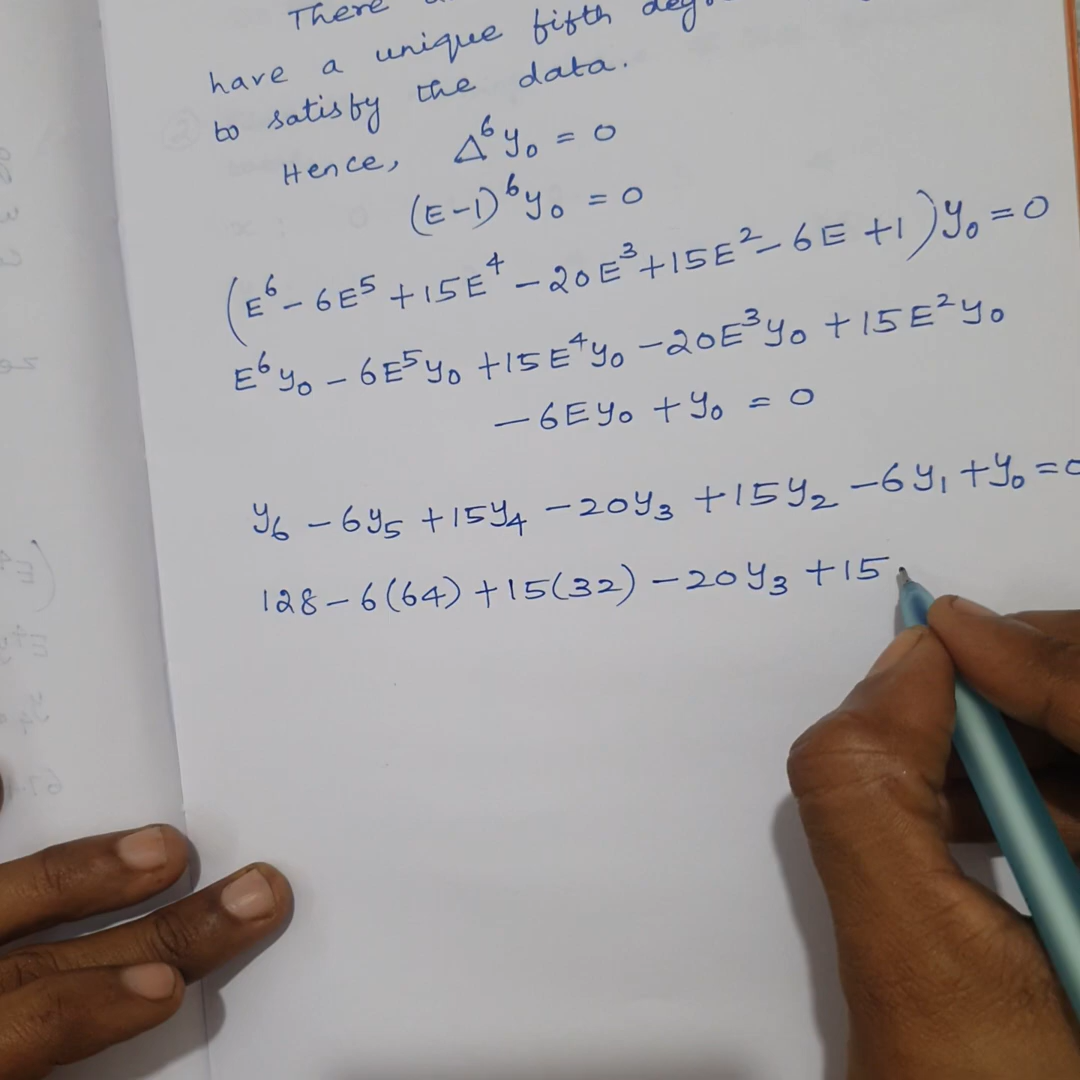 There
have a unique fifth
to satisfy the data.
Hence, Δ⁶y₀ = 0
(E-1)⁶y₀ = 0
(E⁶ - 6E⁵ + 15E⁴ - 20E³ + 15E² - 6E + 1)y₀ = 0
E⁶y₀ - 6E⁵y₀ + 15E⁴y₀ - 20E³y₀ + 15E²y₀
- 6Ey₀ + y₀ = 0
y₆ - 6y₅ + 15y₄ - 20y₃ + 15y₂ - 6y₁ + y₀ = 0
128 - 6(64) + 15(32) - 20y₃ + 15